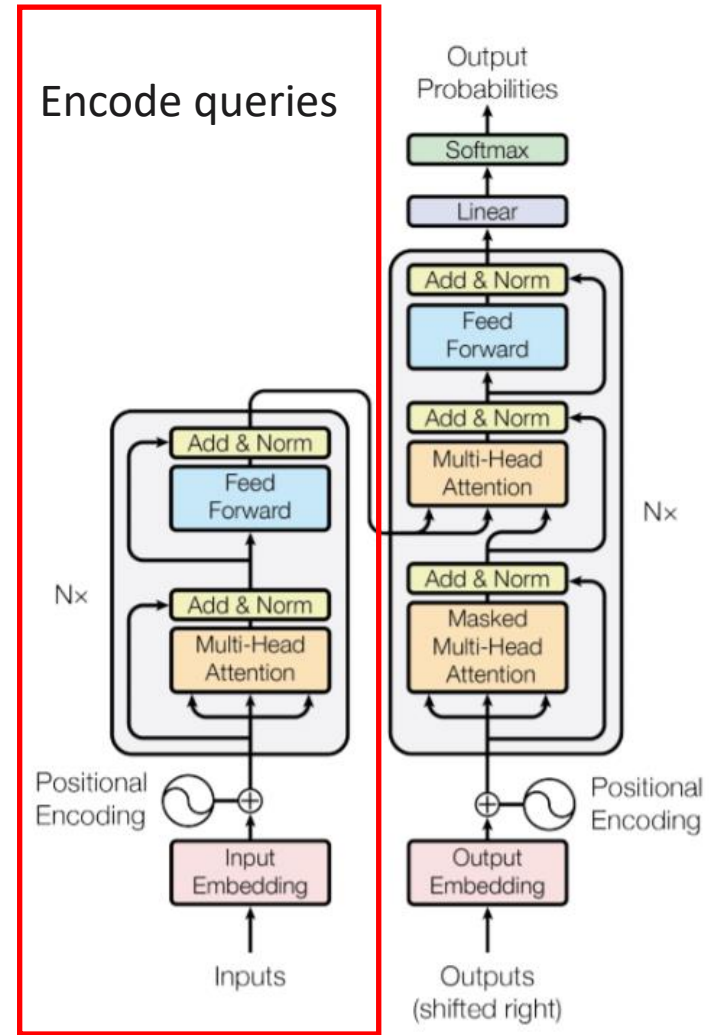 Encode queries
Add & Norm
Feed
Forward
N×
Add & Norm
Multi-Head
Attention
Positional
Encoding
Input
Embedding
Inputs
Output
Probabilities
Softmax
Linear
Add & Norm
Feed
Forward
Add & Norm
Multi-Head
Attention
N×
Add & Norm
Masked
Multi-Head
Attention
Positional
Encoding
Output
Embedding
Outputs
(shifted right)